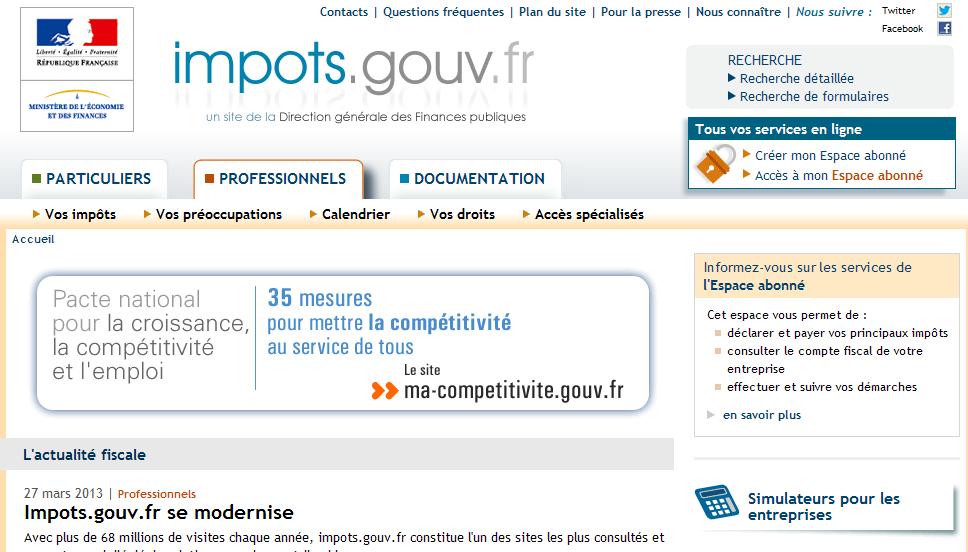 Contacts | Questions fréquentes | Plan du site | Pour la presse | Nous connaître | Nous suivre :
Twitter
Facebook
Liberté • Égalité • Fraternité
RÉPUBLIQUE FRANÇAISE
MINISTÈRE DE L'ÉCONOMIE
ET DES FINANCES
impots.gouv.fr
un site de la Direction générale des Finances publiques
RECHERCHE
Recherche détaillée
Recherche de formulaires
Tous vos services en ligne
Créer mon Espace abonné
Accès à mon Espace abonné
PARTICULIERS
PROFESSIONNELS
DOCUMENTATION
Vos impôts
Vos préoccupations
Calendrier
Vos droits
Accès spécialisés
Accueil
Pacte national
pour la croissance,
la compétitivité
et l'emploi
35 mesures
pour mettre la compétitivité
au service de tous
Le site
ma-competitivite.gouv.fr
Informez-vous sur les services de
l'Espace abonné
Cet espace vous permet de :
déclarer et payer vos principaux impôts
consulter le compte fiscal de votre
entreprise
effectuer et suivre vos démarches
en savoir plus
L'actualité fiscale
27 mars 2013 | Professionnels
Impots.gouv.fr se modernise
Avec plus de 68 millions de visites chaque année, impots.gouv.fr constitue l'un des sites les plus consultés et
Simulateurs pour les
entreprises